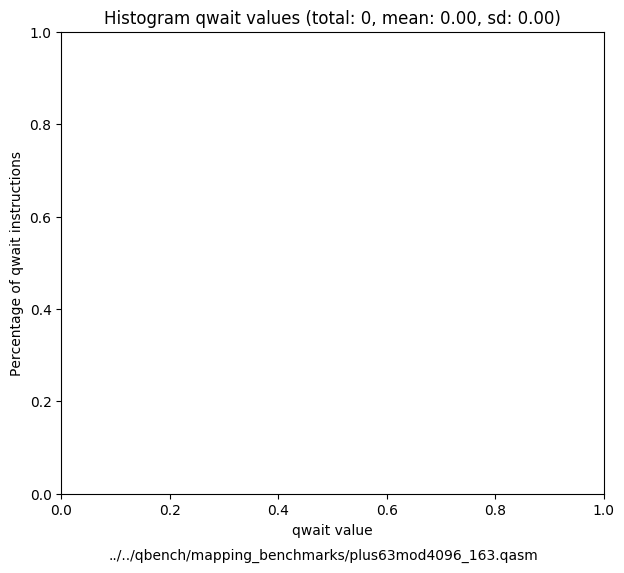 Histogram qwait values (total: 0, mean: 0.00, sd: 0.00)
1.0
0.8
0.6
0.4
0.2
0.0
Percentage of qwait instructions
0.0 0.2 0.4 0.6 0.8 1.0
qwait value
../../qbench/mapping_benchmarks/plus63mod4096_163.qasm